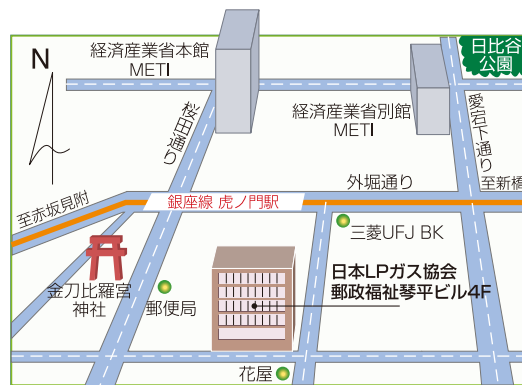 経済産業省本館
METI
日比谷
公園
N
桜田通り
経済産業省別館
METI
愛宕下通り
外堀通り
至新橋
至赤坂見附
銀座線 虎ノ門駅
三菱UFJ BK
金刀比羅宮
神社
郵便局
日本LPガス協会
郵政福祉琴平ビル4F
花屋